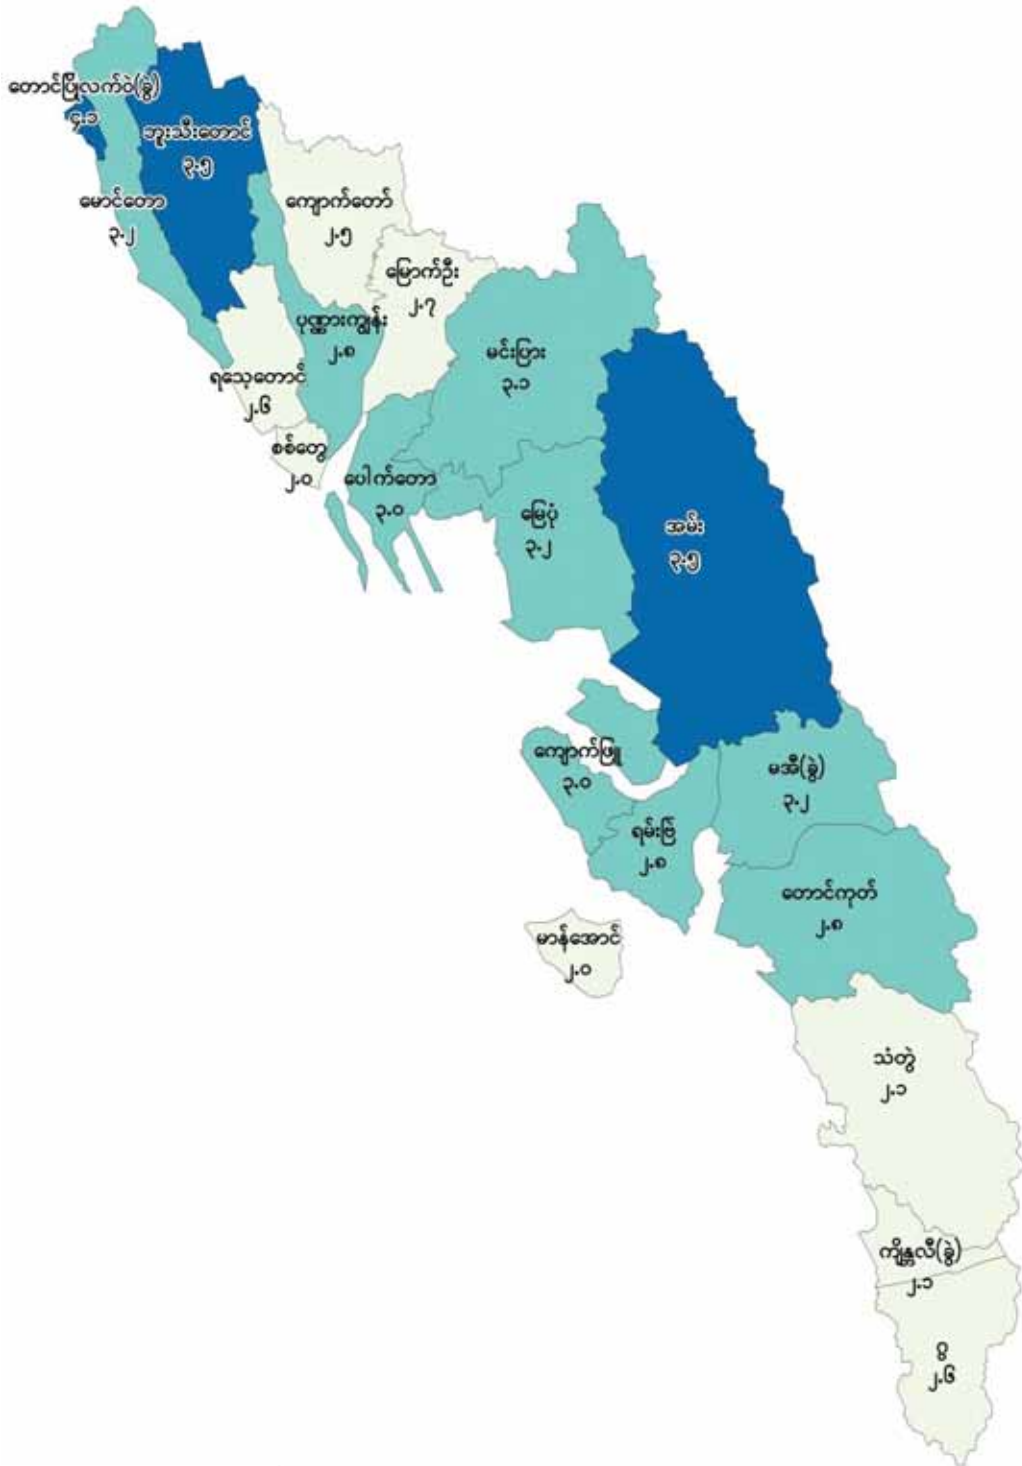 တောင်ပြိုလက်ဝဲ(ခွဲ)
၄.၁
ဘူးသီးတောင်
၃.၅
မောင်တော
၃.၂
ကျောက်တော်
၂.၅
မြောက်ဦး
၂.၇
ပုဏ္ဏားကျွန်း
၂.၈
မင်းပြား
၃.၁
ရသေ့တောင်
၂.၆
စစ်တွေ
၂.၀
ပေါက်တော
၃.၀
မြေပုံ
၃.၂
အမ်း
၃.၅
ကျောက်ဖြူ
၃.၀
မအီ(ခွဲ)
၃.၂
ရမ်းဗြဲ
၂.၈
တောင်ကုတ်
၂.၈
မာန်အောင်
၂.၀
သံတွဲ
၂.၁
ကျိန္တလီ(ခွဲ)
၂.၁
ဂွ
၂.၆